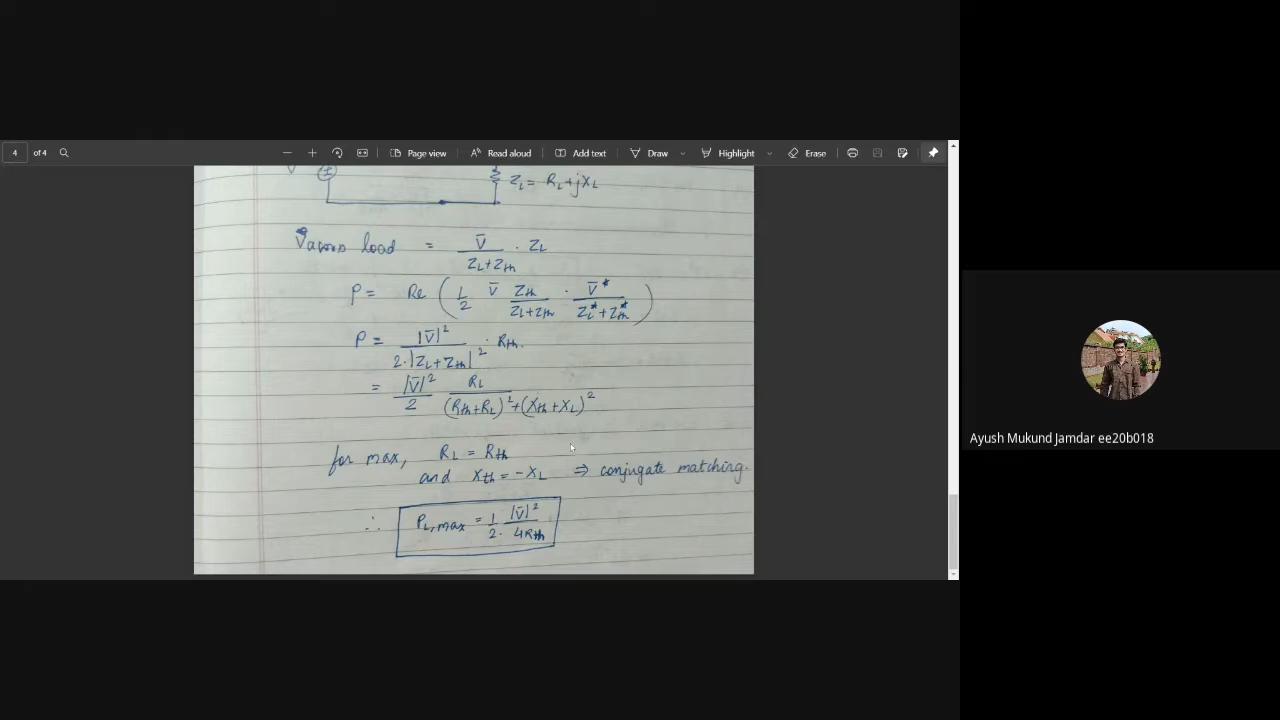 4 of 4 Page view Read aloud Add text Draw Highlight Erase
V ± Z_L = R_L + jX_L
V across load = V̄ / (Z_L + Z_th) · Z_L
P = Re ( 1/2 V̄ Z_th / (Z_L + Z_th) · V̄* / (Z_L* + Z_th*) )
P = |V̄|² / (2·|Z_L + Z_th|²) · R_th.
= |V̄|² / 2 R_L / ((R_th + R_L)² + (X_th + X_L)²)
for max, R_L = R_th
and X_th = -X_L ⇒ conjugate matching.
∴ P_L,max = 1/2. |V̄|² / 4R_th
Ayush Mukund Jamdar ee20b018